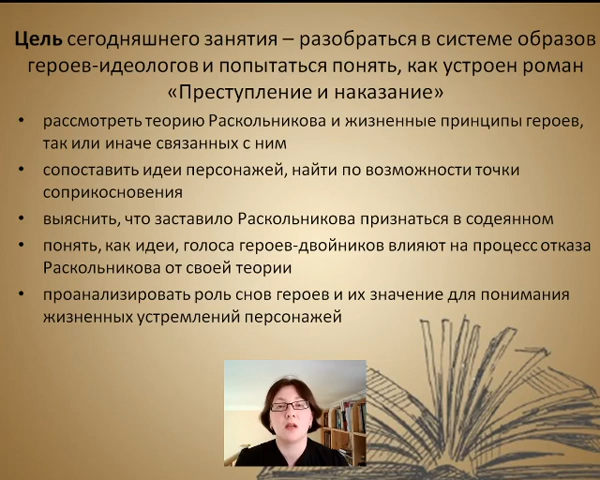 Цель сегодняшнего занятия – разобраться в системе образов
героев-идеологов и попытаться понять, как устроен роман
«Преступление и наказание»
• рассмотреть теорию Раскольникова и жизненные принципы героев,
так или иначе связанных с ним
• сопоставить идеи персонажей, найти по возможности точки
соприкосновения
• выяснить, что заставило Раскольникова признаться в содеянном
• понять, как идеи, голоса героев-двойников влияют на процесс отказа
Раскольникова от своей теории
• проанализировать роль снов героев и их значение для понимания
жизненных устремлений персонажей